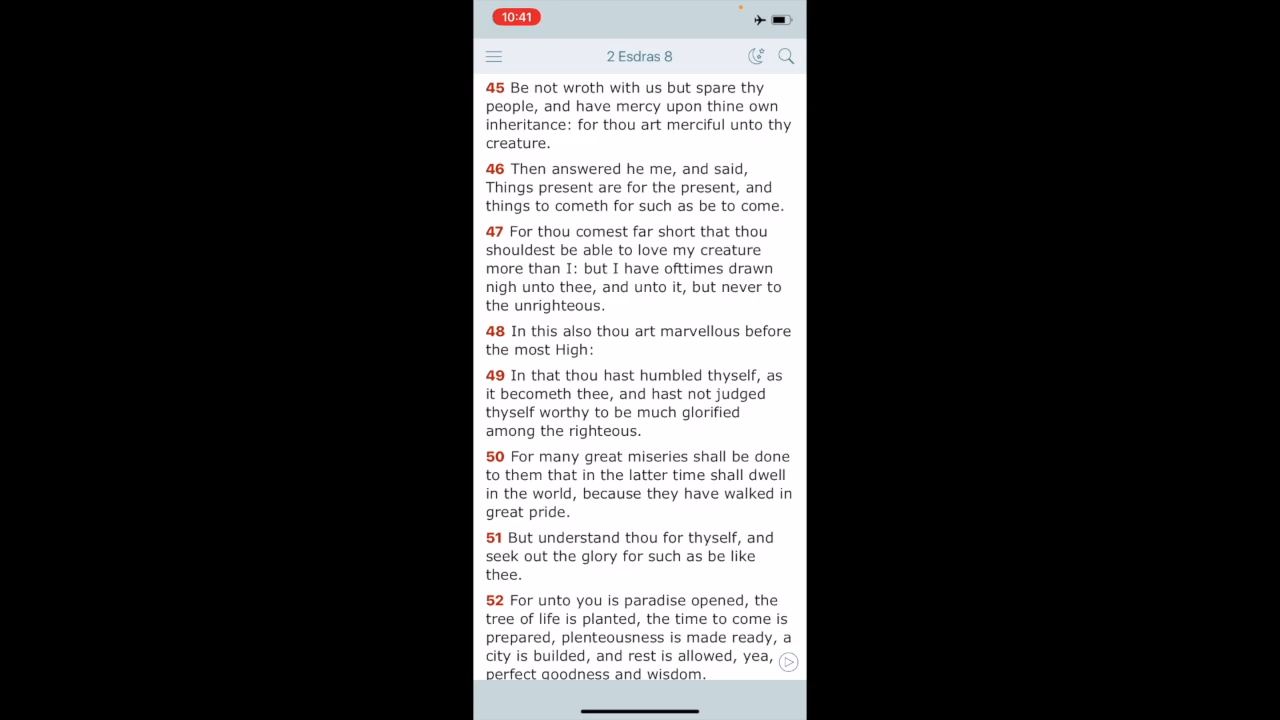 10:41
2 Esdras 8
45 Be not wroth with us but spare thy
people, and have mercy upon thine own
inheritance: for thou art merciful unto thy
creature.
46 Then answered he me, and said,
Things present are for the present, and
things to cometh for such as be to come.
47 For thou comest far short that thou
shouldest be able to love my creature
more than I: but I have ofttimes drawn
nigh unto thee, and unto it, but never to
the unrighteous.
48 In this also thou art marvellous before
the most High:
49 In that thou hast humbled thyself, as
it becometh thee, and hast not judged
thyself worthy to be much glorified
among the righteous.
50 For many great miseries shall be done
to them that in the latter time shall dwell
in the world, because they have walked in
great pride.
51 But understand thou for thyself, and
seek out the glory for such as be like
thee.
52 For unto you is paradise opened, the
tree of life is planted, the time to come is
prepared, plenteousness is made ready, a
city is builded, and rest is allowed, yea,
perfect goodness and wisdom.